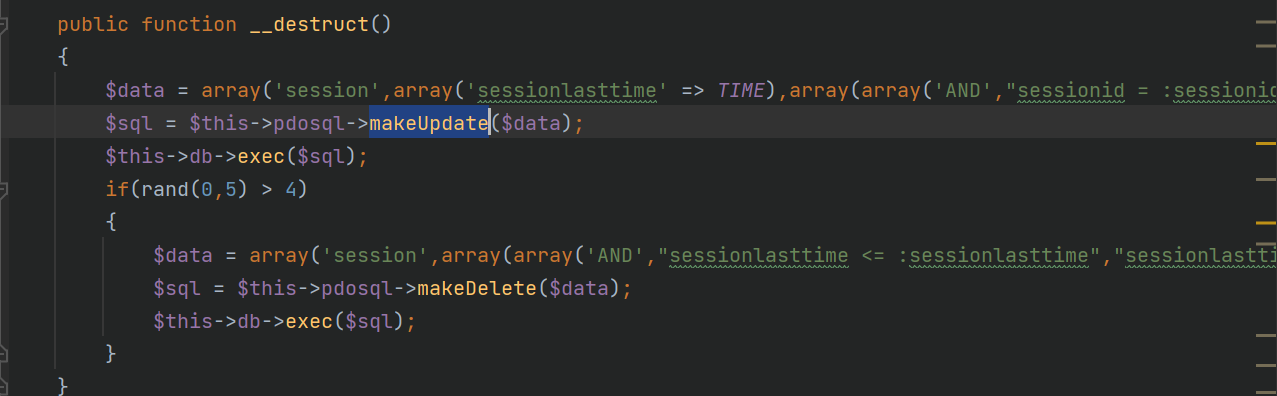 public function __destruct()
{
$data = array('session',array('sessionlasttime' => TIME),array(array('AND',"sessionid = :sessionid
$sql = $this->pdosql->makeUpdate($data);
$this->db->exec($sql);
if(rand(0,5) > 4)
{
$data = array('session',array(array('AND',"sessionlasttime <= :sessionlasttime","sessionlastti
$sql = $this->pdosql->makeDelete($data);
$this->db->exec($sql);
}
}